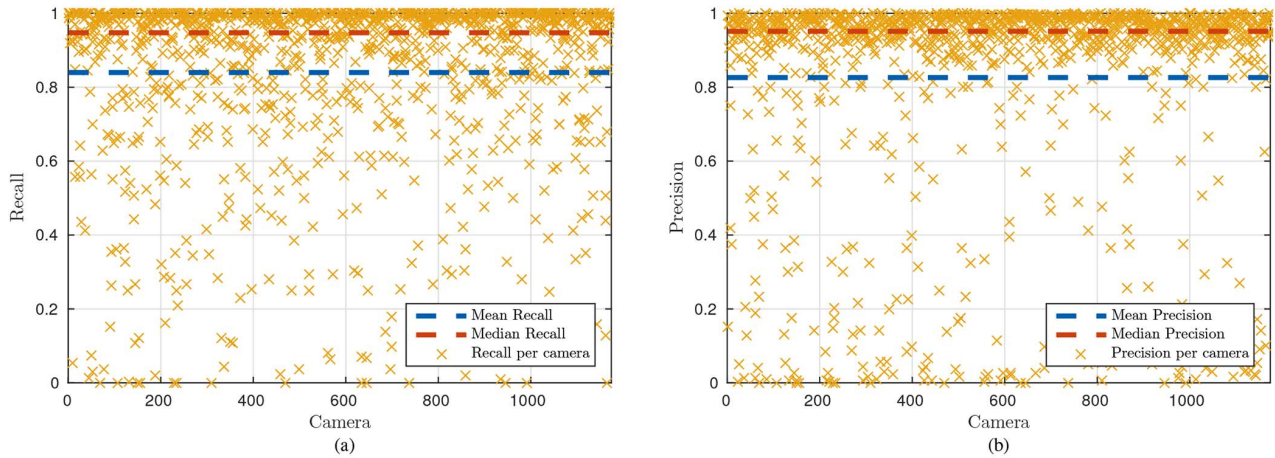 1
0.8
0.6
0.4
0.2
0
Recall
0 200 400 600 800 1000
Camera
Mean Recall
Median Recall
Recall per camera
(a)
1
0.8
0.6
0.4
0.2
0
Precision
0 200 400 600 800 1000
Camera
Mean Precision
Median Precision
Precision per camera
(b)